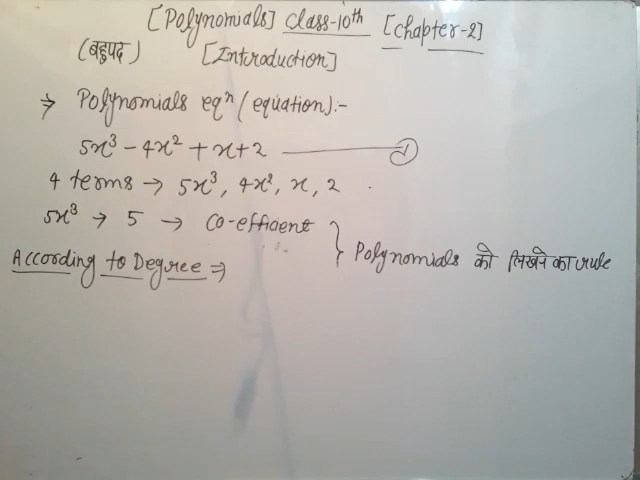 [Polynomials] Class-10th [Chapter-2]
(बहुपद) [Introduction]
→ Polynomials eqⁿ (equation):-
5x³ - 4x² + x + 2 ——— ①
4 terms → 5x³, 4x², x, 2
5x³ → 5 → Co-efficient
} Polynomials को लिखने का rule
According to Degree ⇒